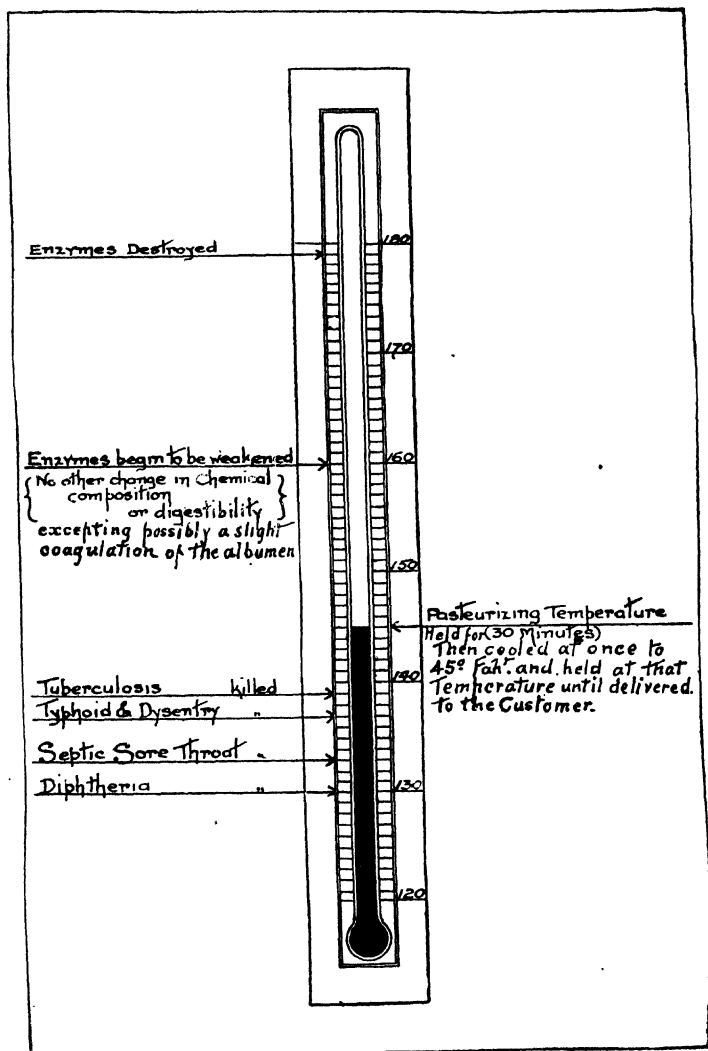 Enzymes Destroyed
180
170
Enzymes begin to be weakened
160
No other change in Chemical
composition
or digestibility
excepting possibly a slight
coagulation of the albumen
150
Pasteurizing Temperature
Held for (30 Minutes)
Then cooled at once to
45° Fah't. and held at that
Temperature until delivered
to the Customer.
140
Tuberculosis killed
Typhoid & Dysentry "
Septic Sore Throat "
Diphtheria "
130
120